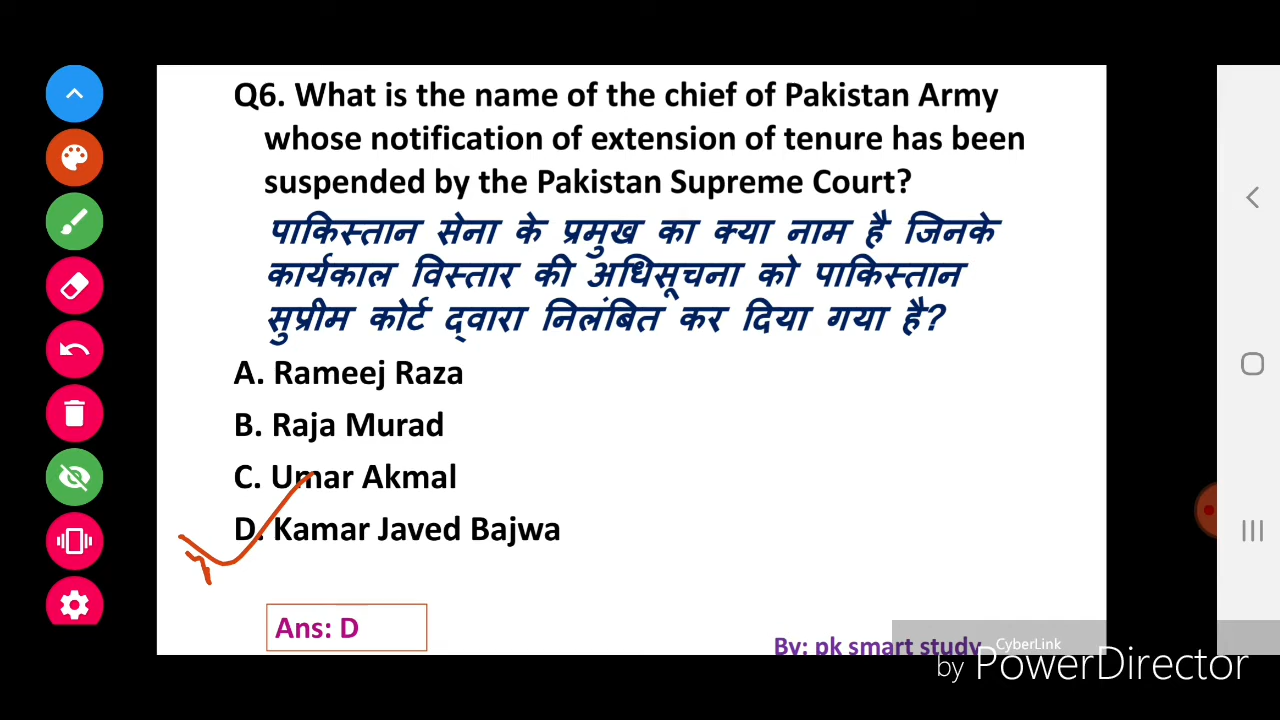 Q6. What is the name of the chief of Pakistan Army
whose notification of extension of tenure has been
suspended by the Pakistan Supreme Court?
पाकिस्तान सेना के प्रमुख का क्या नाम है जिनके
कार्यकाल विस्तार की अधिसूचना को पाकिस्तान
सुप्रीम कोर्ट द्वारा निलंबित कर दिया गया है?
A. Rameej Raza
B. Raja Murad
C. Umar Akmal
D. Kamar Javed Bajwa
Ans: D
By: pk smart study
CyberLink
by PowerDirector